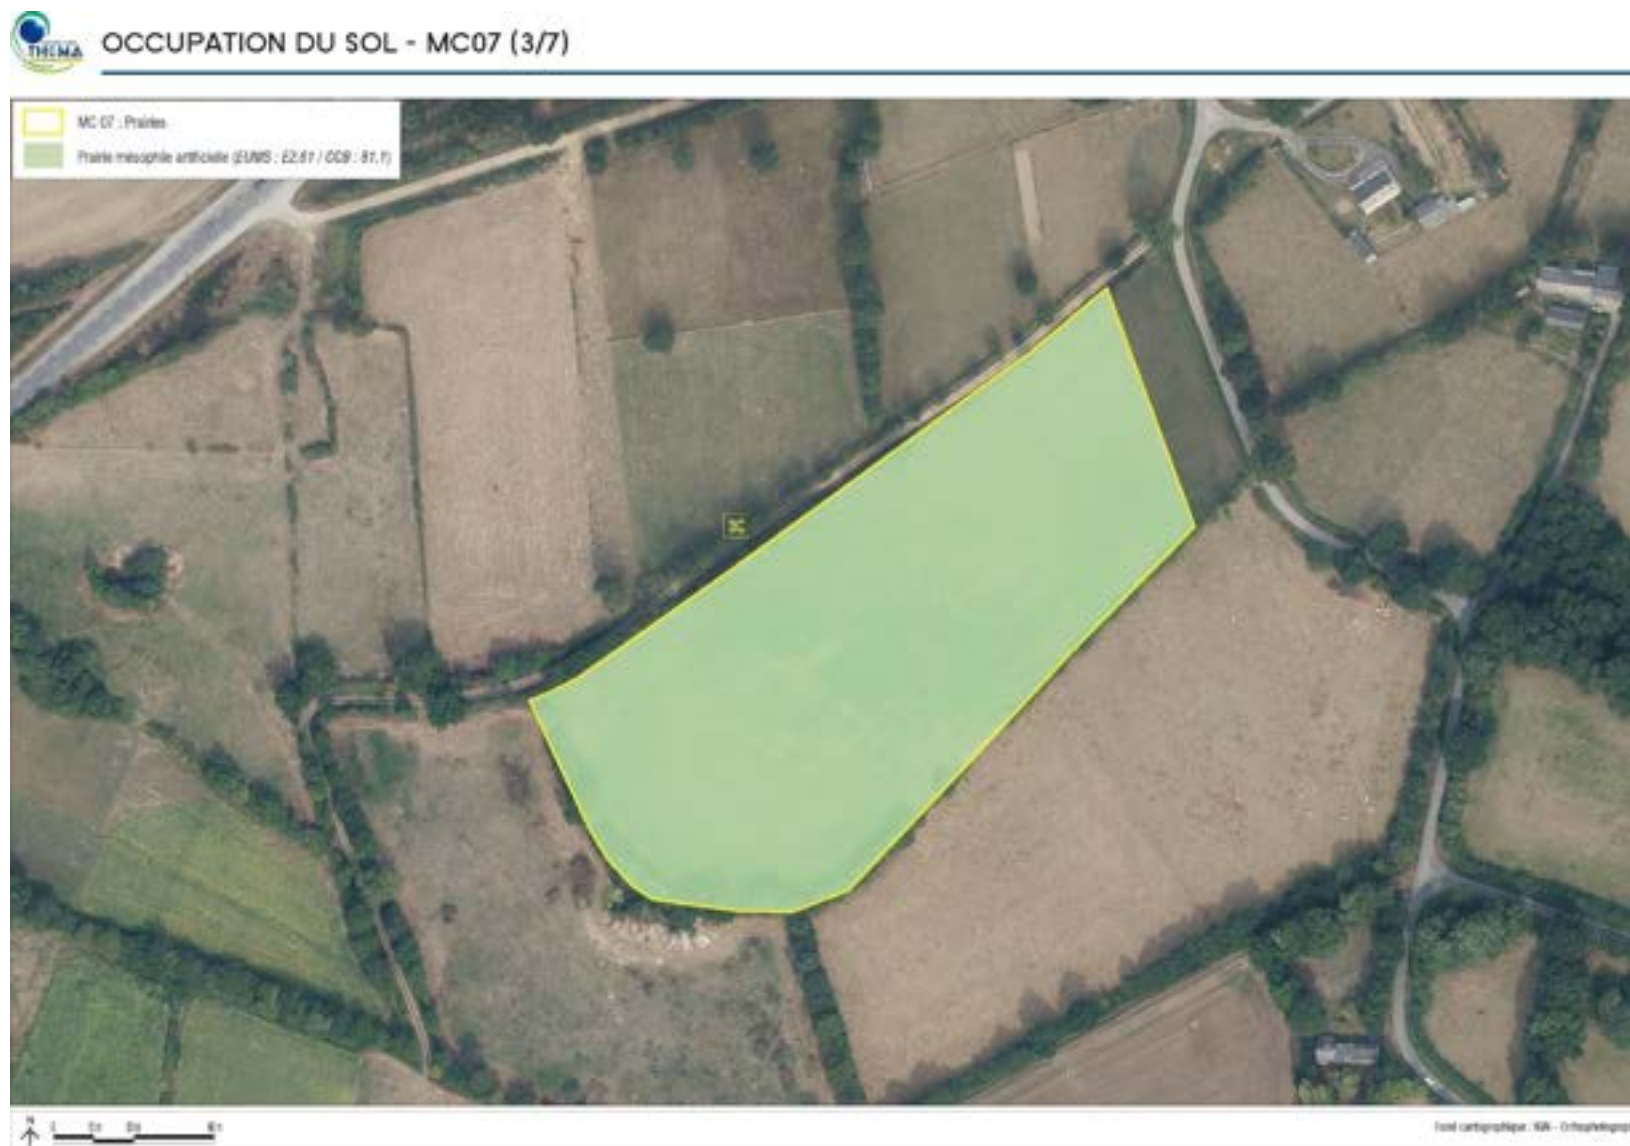 THEMA
OCCUPATION DU SOL - MC07 (3/7)
MC 07 : Prairies
Prairie mésophile artificielle (EUNIS : E2.61 / CCB : 81.1)
N
Fond cartographique : IGN - Orthophotograp